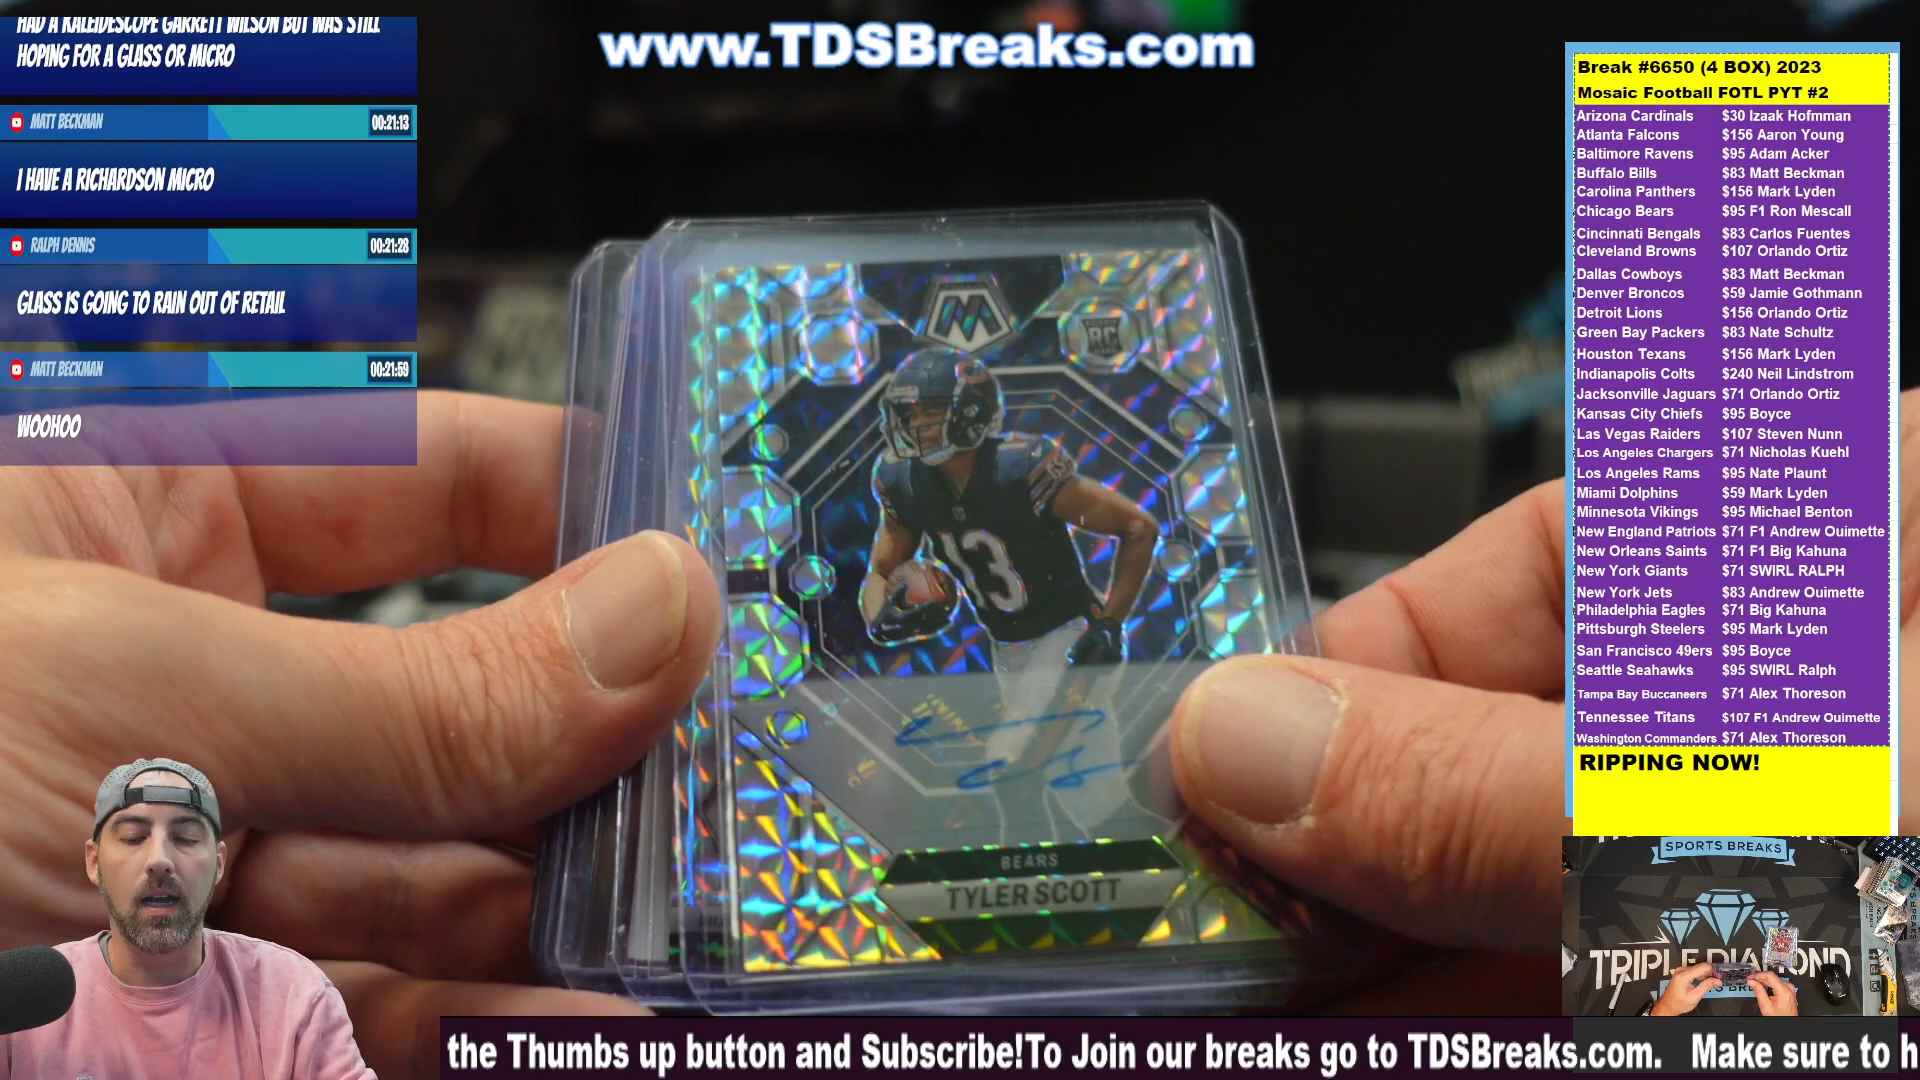 HAD A KALEIDESCOPE GARRETT WILSON BUT WAS STILL
HOPING FOR A GLASS OR MICRO
MATT BECKMAN 00:21:13
I HAVE A RICHARDSON MICRO
RALPH DENNIS 00:21:28
GLASS IS GOING TO RAIN OUT OF RETAIL
MATT BECKMAN 00:21:59
WOOHOO
www.TDSBreaks.com
RC
13
BEARS
TYLER SCOTT
Break #6650 (4 BOX) 2023
Mosaic Football FOTL PYT #2
Arizona Cardinals $30 Izaak Hofmman
Atlanta Falcons $156 Aaron Young
Baltimore Ravens $95 Adam Acker
Buffalo Bills $83 Matt Beckman
Carolina Panthers $156 Mark Lyden
Chicago Bears $95 F1 Ron Mescall
Cincinnati Bengals $83 Carlos Fuentes
Cleveland Browns $107 Orlando Ortiz
Dallas Cowboys $83 Matt Beckman
Denver Broncos $59 Jamie Gothmann
Detroit Lions $156 Orlando Ortiz
Green Bay Packers $83 Nate Schultz
Houston Texans $156 Mark Lyden
Indianapolis Colts $240 Neil Lindstrom
Jacksonville Jaguars $71 Orlando Ortiz
Kansas City Chiefs $95 Boyce
Las Vegas Raiders $107 Steven Nunn
Los Angeles Chargers $71 Nicholas Kuehl
Los Angeles Rams $95 Nate Plaunt
Miami Dolphins $59 Mark Lyden
Minnesota Vikings $95 Michael Benton
New England Patriots $71 F1 Andrew Ouimette
New Orleans Saints $71 F1 Big Kahuna
New York Giants $71 SWIRL RALPH
New York Jets $83 Andrew Ouimette
Philadelphia Eagles $71 Big Kahuna
Pittsburgh Steelers $95 Mark Lyden
San Francisco 49ers $95 Boyce
Seattle Seahawks $95 SWIRL Ralph
Tampa Bay Buccaneers $71 Alex Thoreson
Tennessee Titans $107 F1 Andrew Ouimette
Washington Commanders $71 Alex Thoreson
RIPPING NOW!
SPORTS BREAKS
TRIPLE DIAMOND
the Thumbs up button and Subscribe!To Join our breaks go to TDSBreaks.com. Make sure to h